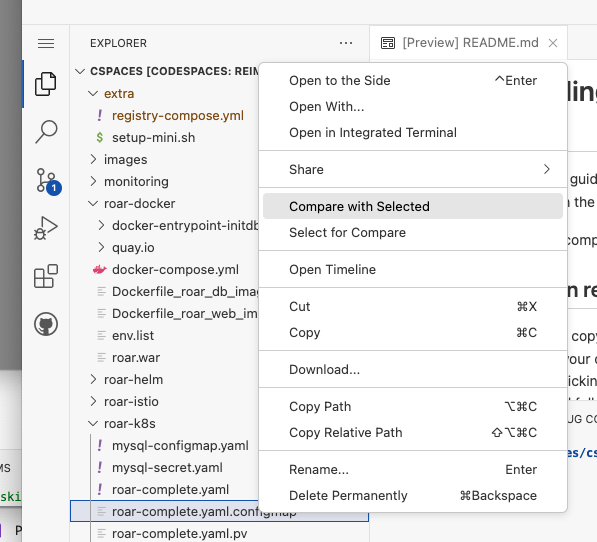 EXPLORER
[Preview] README.md
CSPACES [CODESPACES: REIM
extra
registry-compose.yml
setup-mini.sh
images
monitoring
roar-docker
docker-entrypoint-initdb
quay.io
docker-compose.yml
Dockerfile_roar_db_imag
Dockerfile_roar_web_im
env.list
roar.war
roar-helm
roar-istio
roar-k8s
mysql-configmap.yaml
mysql-secret.yaml
roar-complete.yaml
roar-complete.yaml.configmap
roar-complete.yaml.pv
1
Open to the Side ^Enter
Open With...
Open in Integrated Terminal
Share
Compare with Selected
Select for Compare
Open Timeline
Cut ⌘X
Copy ⌘C
Download...
Copy Path ⌥⌘C
Copy Relative Path ⇧⌥⌘C
Rename... Enter
Delete Permanently ⌘Backspace
ling
guid
the
comp
n re
copy
your c
icking
UG CO
es/cs
MS
ski
P